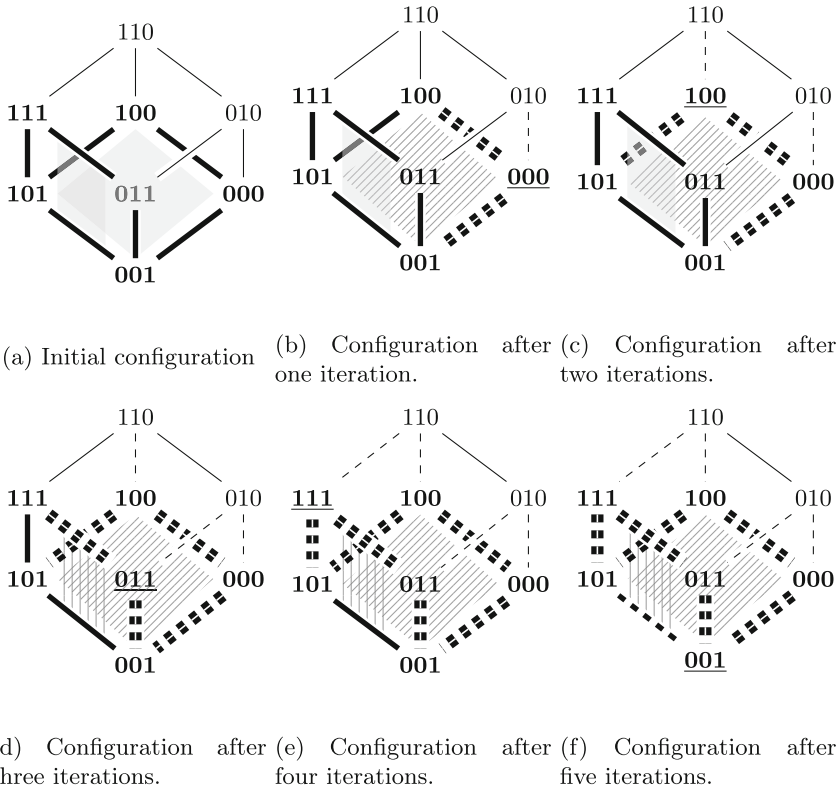 110
111 100 010
101 011 000
001
(a) Initial configuration
110
111 100 010
101 011 000
001
(b) Configuration after
one iteration.
110
111 100 010
101 011 000
001
(c) Configuration after
two iterations.
110
111 100 010
101 011 000
001
d) Configuration after
hree iterations.
110
111 100 010
101 011 000
001
(e) Configuration after
four iterations.
110
111 100 010
101 011 000
001
(f) Configuration after
five iterations.